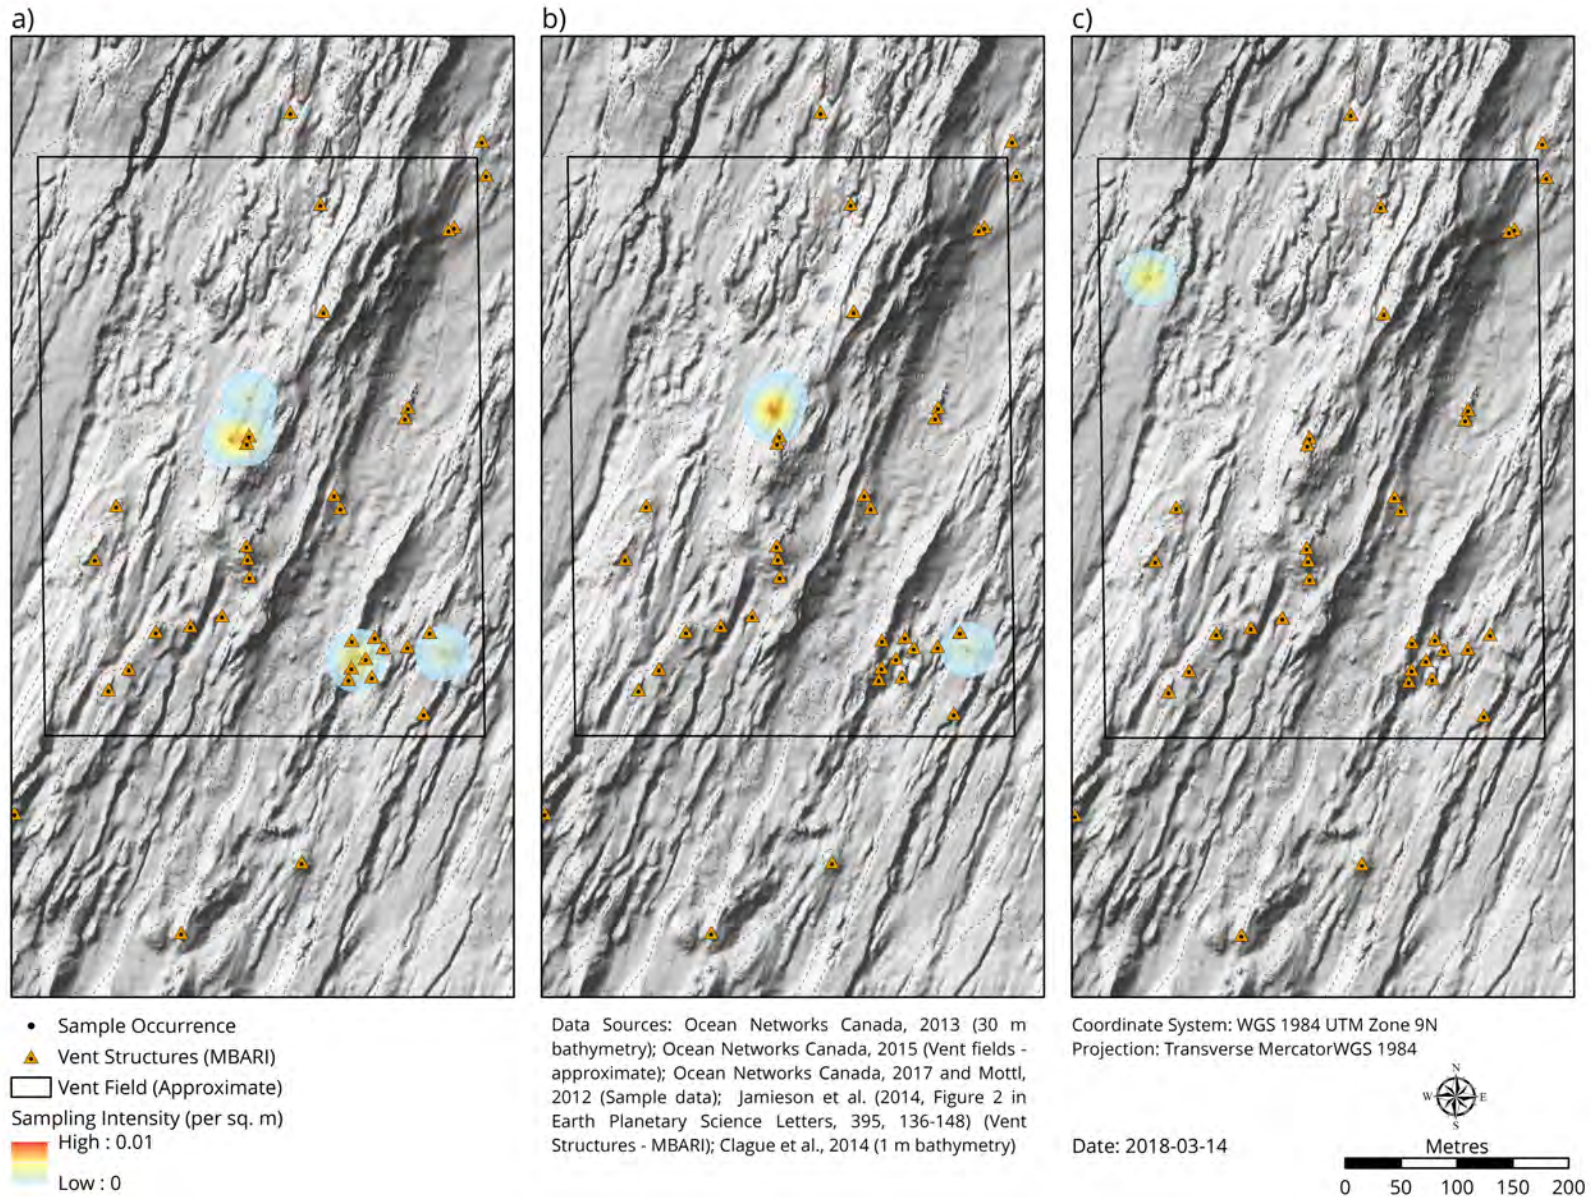 a)
b)
c)
Sample Occurrence
Vent Structures (MBARI)
Vent Field (Approximate)
Sampling Intensity (per sq. m)
High : 0.01
Low : 0
Data Sources: Ocean Networks Canada, 2013 (30 m
bathymetry); Ocean Networks Canada, 2015 (Vent fields -
approximate); Ocean Networks Canada, 2017 and Mottl,
2012 (Sample data); Jamieson et al. (2014, Figure 2 in
Earth Planetary Science Letters, 395, 136-148) (Vent
Structures - MBARI); Clague et al., 2014 (1 m bathymetry)
Coordinate System: WGS 1984 UTM Zone 9N
Projection: Transverse MercatorWGS 1984
N
W E
S
Date: 2018-03-14
Metres
0 50 100 150 200